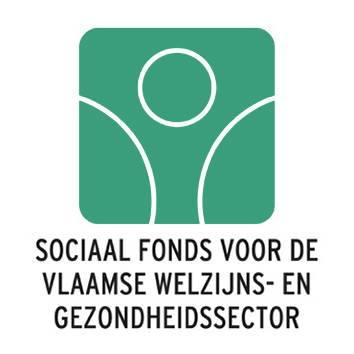 SOCIAAL FONDS VOOR DE
VLAAMSE WELZIJNS- EN
GEZONDHEIDSSECTOR